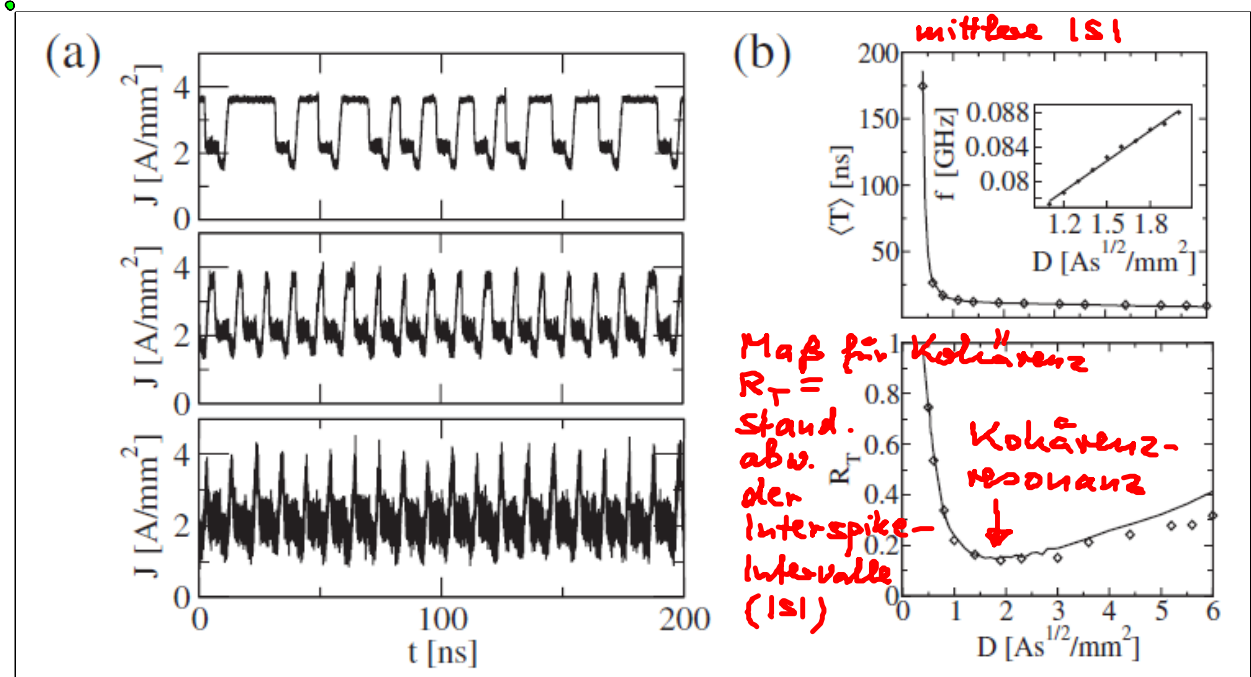 (a)
J [A/mm²]
4
2
0
J [A/mm²]
4
2
0
J [A/mm²]
4
2
0
0 100 200
t [ns]
mittlere ISI
(b)
200
150
100
50
⟨T⟩ [ns]
0.088
0.084
0.08
f [GHz]
1.2 1.5 1.8
D [As^1/2/mm²]
Maß für Kohärenz
R_T =
stand.
abw.
der
Interspike-
Intervalle
(ISI)
Kohärenz-
resonanz
1
0.8
0.6
0.4
0.2
0
R_T
0 1 2 3 4 5 6
D [As^1/2/mm²]